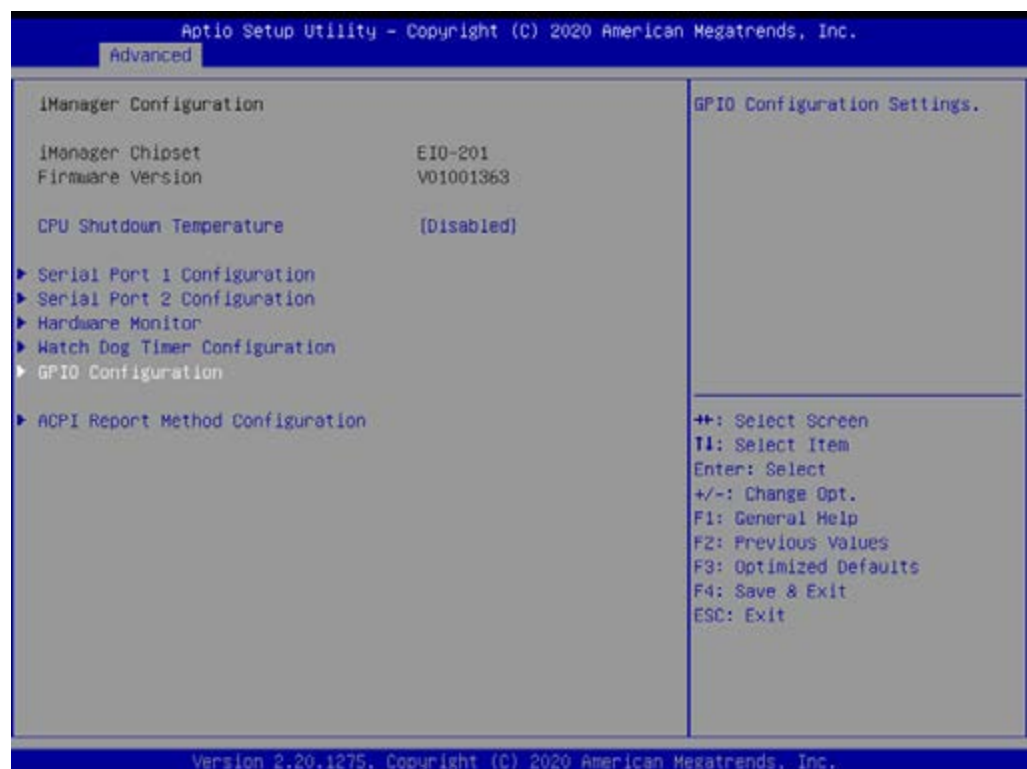 Aptio Setup Utility – Copyright (C) 2020 American Megatrends, Inc.
Advanced
iManager Configuration
iManager Chipset EIO-201
Firmware Version V01001363
CPU Shutdown Temperature [Disabled]
► Serial Port 1 Configuration
► Serial Port 2 Configuration
► Hardware Monitor
► Watch Dog Timer Configuration
► GPIO Configuration
► ACPI Report Method Configuration
GPIO Configuration Settings.
→←: Select Screen
↑↓: Select Item
Enter: Select
+/-: Change Opt.
F1: General Help
F2: Previous Values
F3: Optimized Defaults
F4: Save & Exit
ESC: Exit
Version 2.20.1275. Copyright (C) 2020 American Megatrends, Inc.